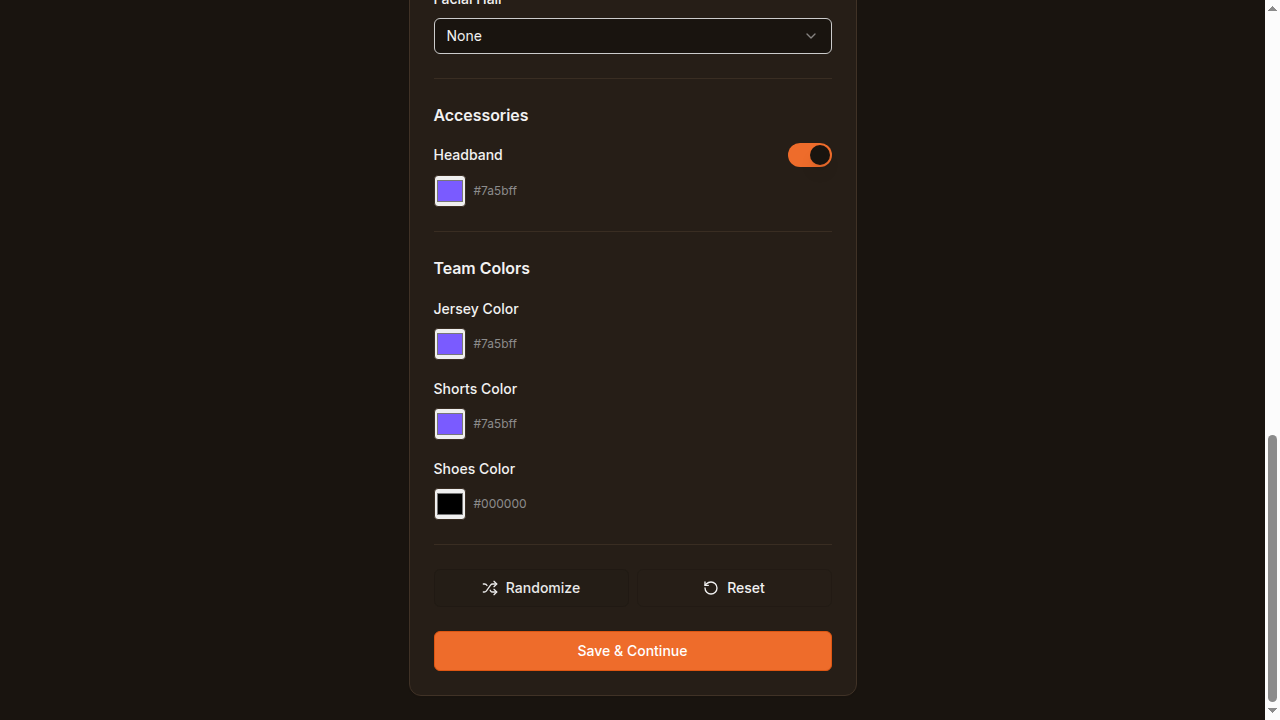 Facial Hair
None
Accessories
Headband
#7a5bff
Team Colors
Jersey Color
#7a5bff
Shorts Color
#7a5bff
Shoes Color
#000000
Randomize
Reset
Save & Continue